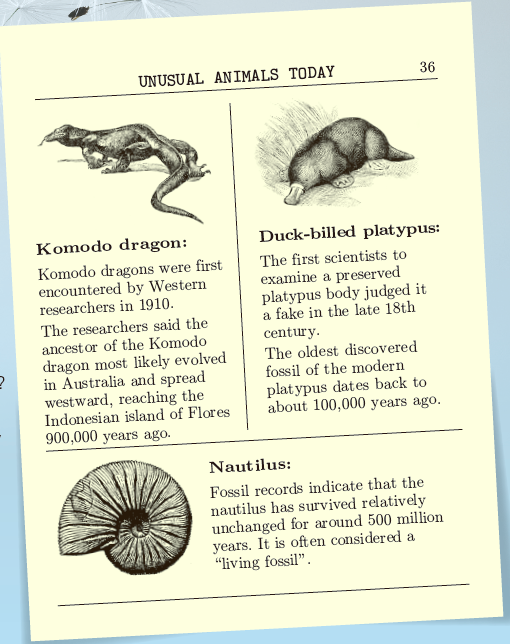 UNUSUAL ANIMALS TODAY
36
Komodo dragon:
Komodo dragons were first
encountered by Western
researchers in 1910.
The researchers said the
ancestor of the Komodo
dragon most likely evolved
in Australia and spread
westward, reaching the
Indonesian island of Flores
900,000 years ago.
Duck-billed platypus:
The first scientists to
examine a preserved
platypus body judged it
a fake in the late 18th
century.
The oldest discovered
fossil of the modern
platypus dates back to
about 100,000 years ago.
Nautilus:
Fossil records indicate that the
nautilus has survived relatively
unchanged for around 500 million
years. It is often considered a
“living fossil”.